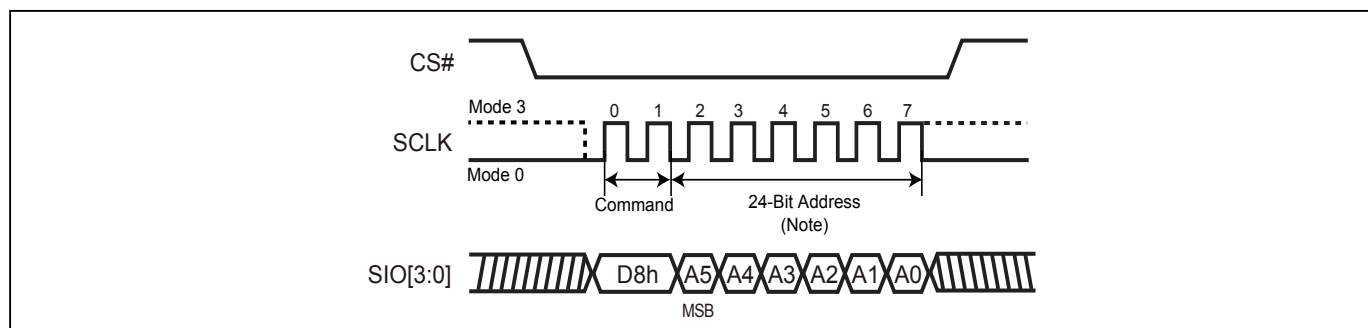 CS#
Mode 3
0 1 2 3 4 5 6 7
SCLK
Mode 0
Command
24-Bit Address
(Note)
SIO[3:0]
D8h A5 A4 A3 A2 A1 A0
MSB